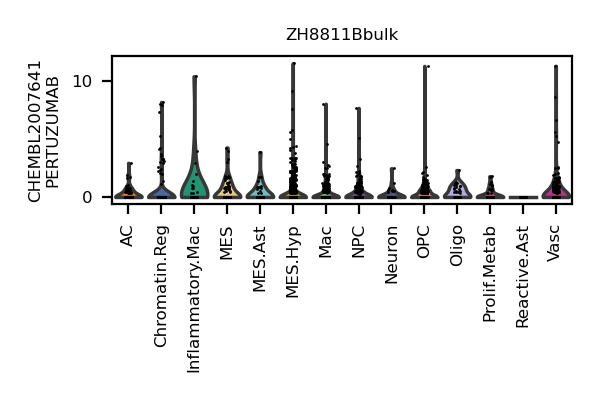 ZH8811Bbulk
CHEMBL2007641
PERTUZUMAB
10
0
AC
Chromatin.Reg
Inflammatory.Mac
MES
MES.Ast
MES.Hyp
Mac
NPC
Neuron
OPC
Oligo
Prolif.Metab
Reactive.Ast
Vasc